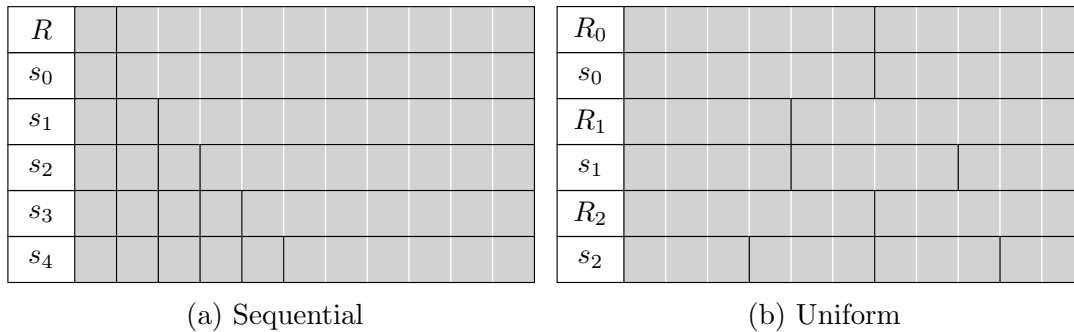 R R₀
s₀ s₀
s₁ R₁
s₂ s₁
s₃ R₂
s₄ s₂
(a) Sequential (b) Uniform